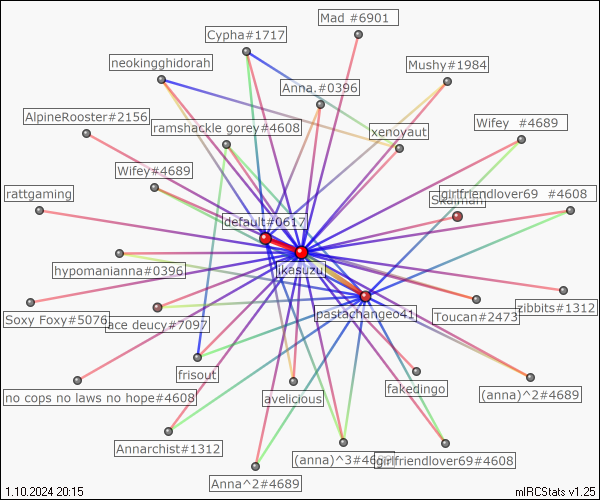 Mad #6901
Cypha#1717
neokingghidorah
Mushy#1984
Anna.#0396
AlpineRooster#2156
ramshackle gorey#4608
xenoyaut
Wifey #4689
Wifey#4689
rattgaming
girlfriendlover69 #4608
default#0617
ikasuzu
hypomanianna#0396
pastachangeo41
Soxy Foxy#5076
ace deucy#7097
Toucan#2473
zibbits#1312
frisout
fakedingo
no cops no laws no hope#4608
avelicious
(anna)^2#4689
Annarchist#1312
(anna)^3#4689
girlfriendlover69#4608
Anna^2#4689
1.10.2024 20:15
mIRCStats v1.25